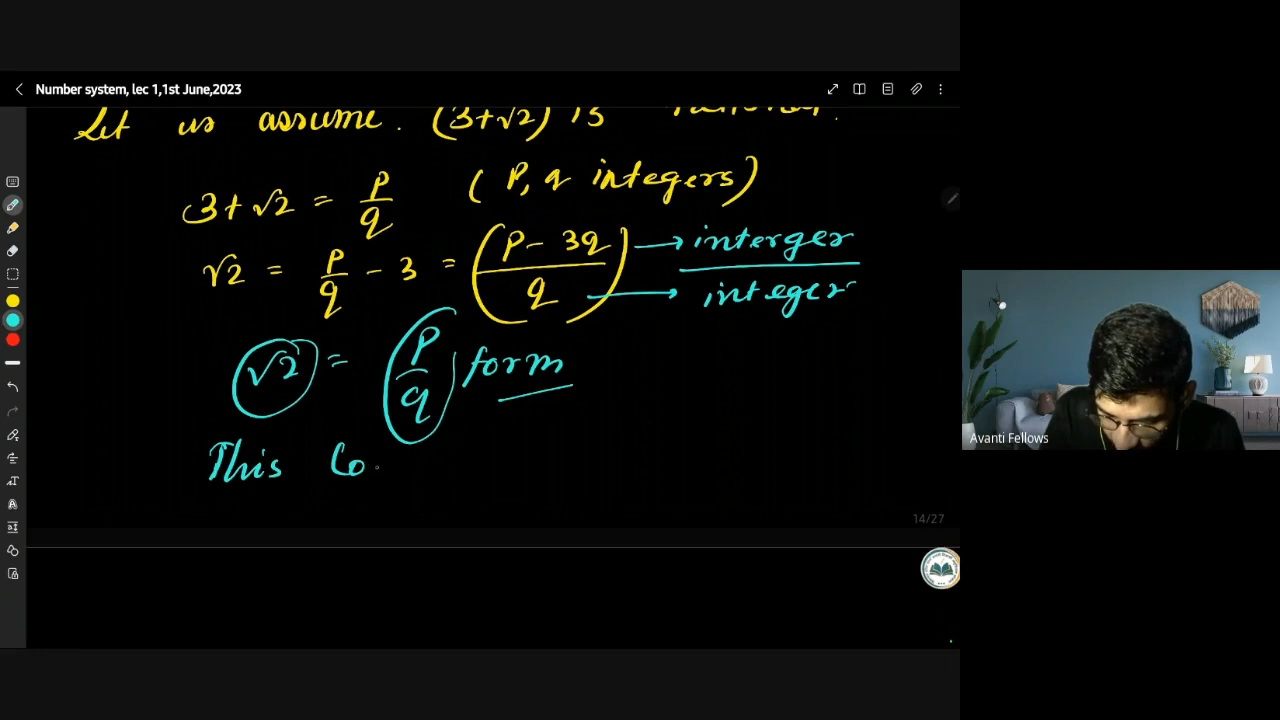 Number system, lec 1,1st June,2023
Let us assume. (3+√2) is rational.
3+√2 = p/q (P, q integers)
√2 = p/q - 3 = (P- 3q / q) → interger
→ integer
√2 = (p/q) form
This Co
14/27
Avanti Fellows